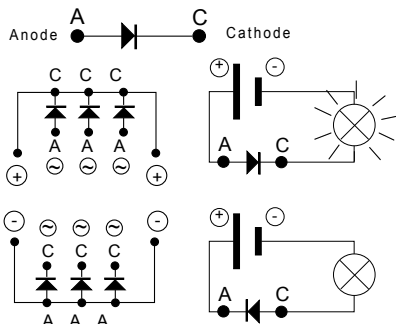 A C
Anode Cathode
C C C
A A A
~ ~ ~
+ +
+ -
A C
- ~ ~ ~ -
C C C
A A A
+ -
A C